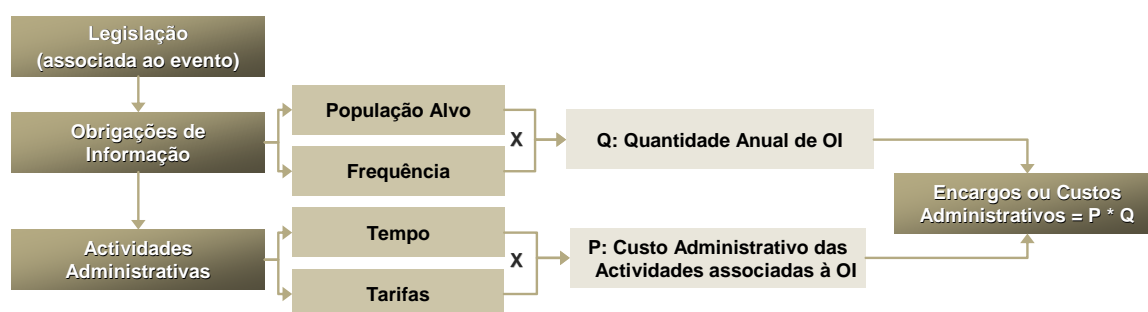 Legislação
(associada ao evento)
Obrigações de
Informação
Actividades
Administrativas
População Alvo
X
Frequência
Tempo
X
Tarifas
Q: Quantidade Anual de OI
P: Custo Administrativo das
Actividades associadas à OI
Encargos ou Custos
Administrativos = P * Q